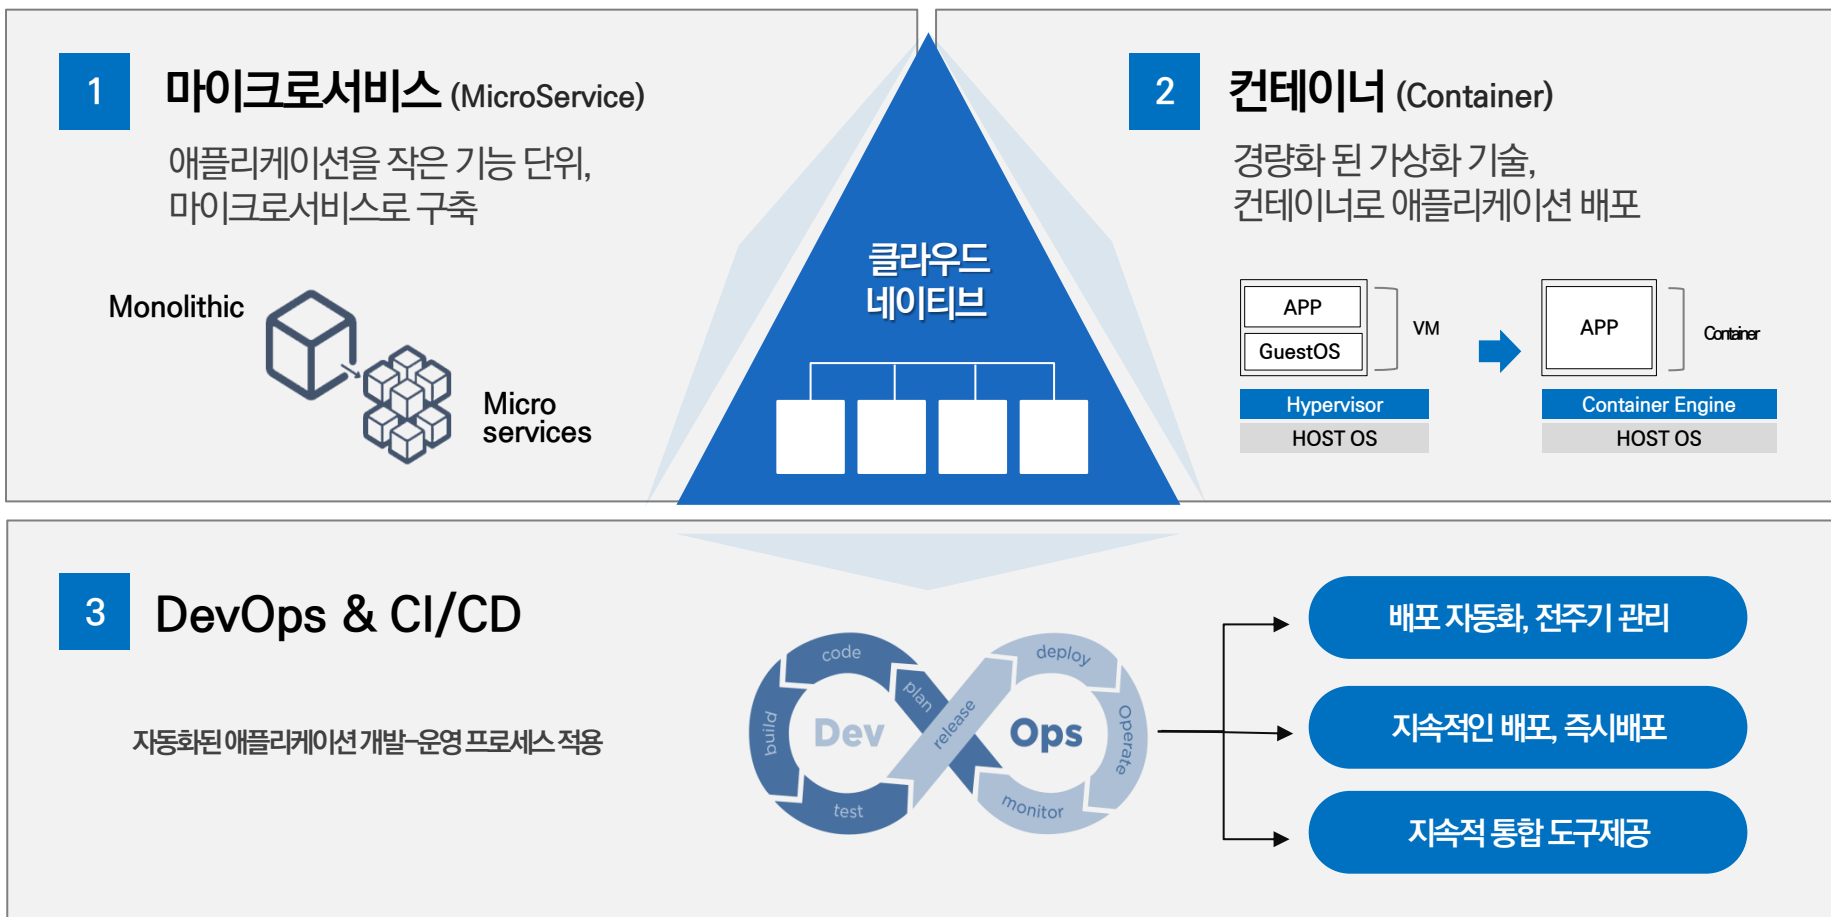 1
마이크로서비스 (MicroService)
애플리케이션을 작은 기능 단위,
마이크로서비스로 구축
Monolithic
Micro
services
클라우드
네이티브
2
컨테이너 (Container)
경량화 된 가상화 기술,
컨테이너로 애플리케이션 배포
APP
GuestOS
VM
Hypervisor
HOST OS
APP
Container
Container Engine
HOST OS
3
DevOps & CI/CD
자동화된 애플리케이션 개발-운영 프로세스 적용
code
plan
build
Dev
test
release
deploy
Ops
Operate
monitor
배포 자동화, 전주기 관리
지속적인 배포, 즉시배포
지속적 통합 도구제공